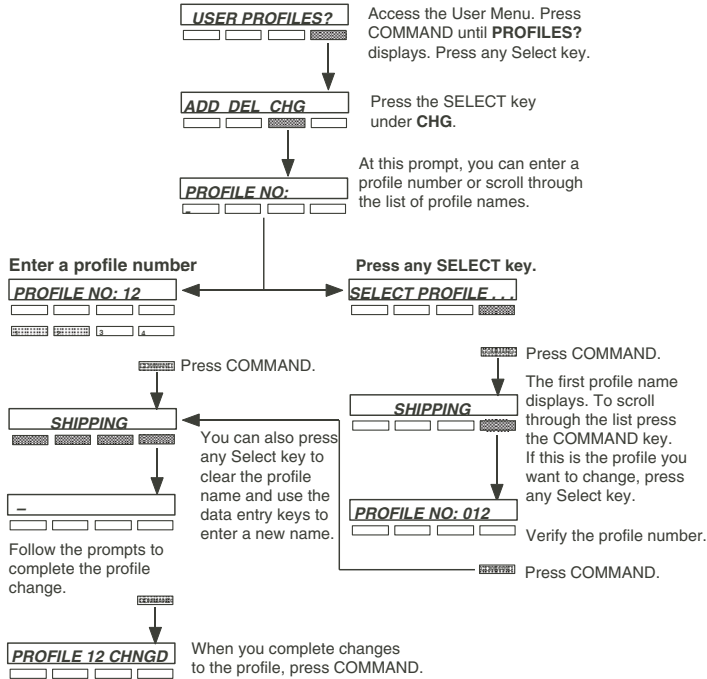 USER PROFILES?
Access the User Menu. Press
COMMAND until PROFILES?
displays. Press any Select key.
ADD DEL CHG
Press the SELECT key
under CHG.
At this prompt, you can enter a
profile number or scroll through
the list of profile names.
PROFILE NO:
_
Enter a profile number
PROFILE NO: 12
1 2 3 4
Press COMMAND.
SHIPPING
You can also press
any Select key to
clear the profile
name and use the
data entry keys to
enter a new name.
_
Follow the prompts to
complete the profile
change.
COMMAND
PROFILE 12 CHNGD
When you complete changes
to the profile, press COMMAND.
Press any SELECT key.
SELECT PROFILE . . .
Press COMMAND.
The first profile name
displays. To scroll
through the list press
the COMMAND key.
If this is the profile you
want to change, press
any Select key.
SHIPPING
PROFILE NO: 012
Verify the profile number.
Press COMMAND.